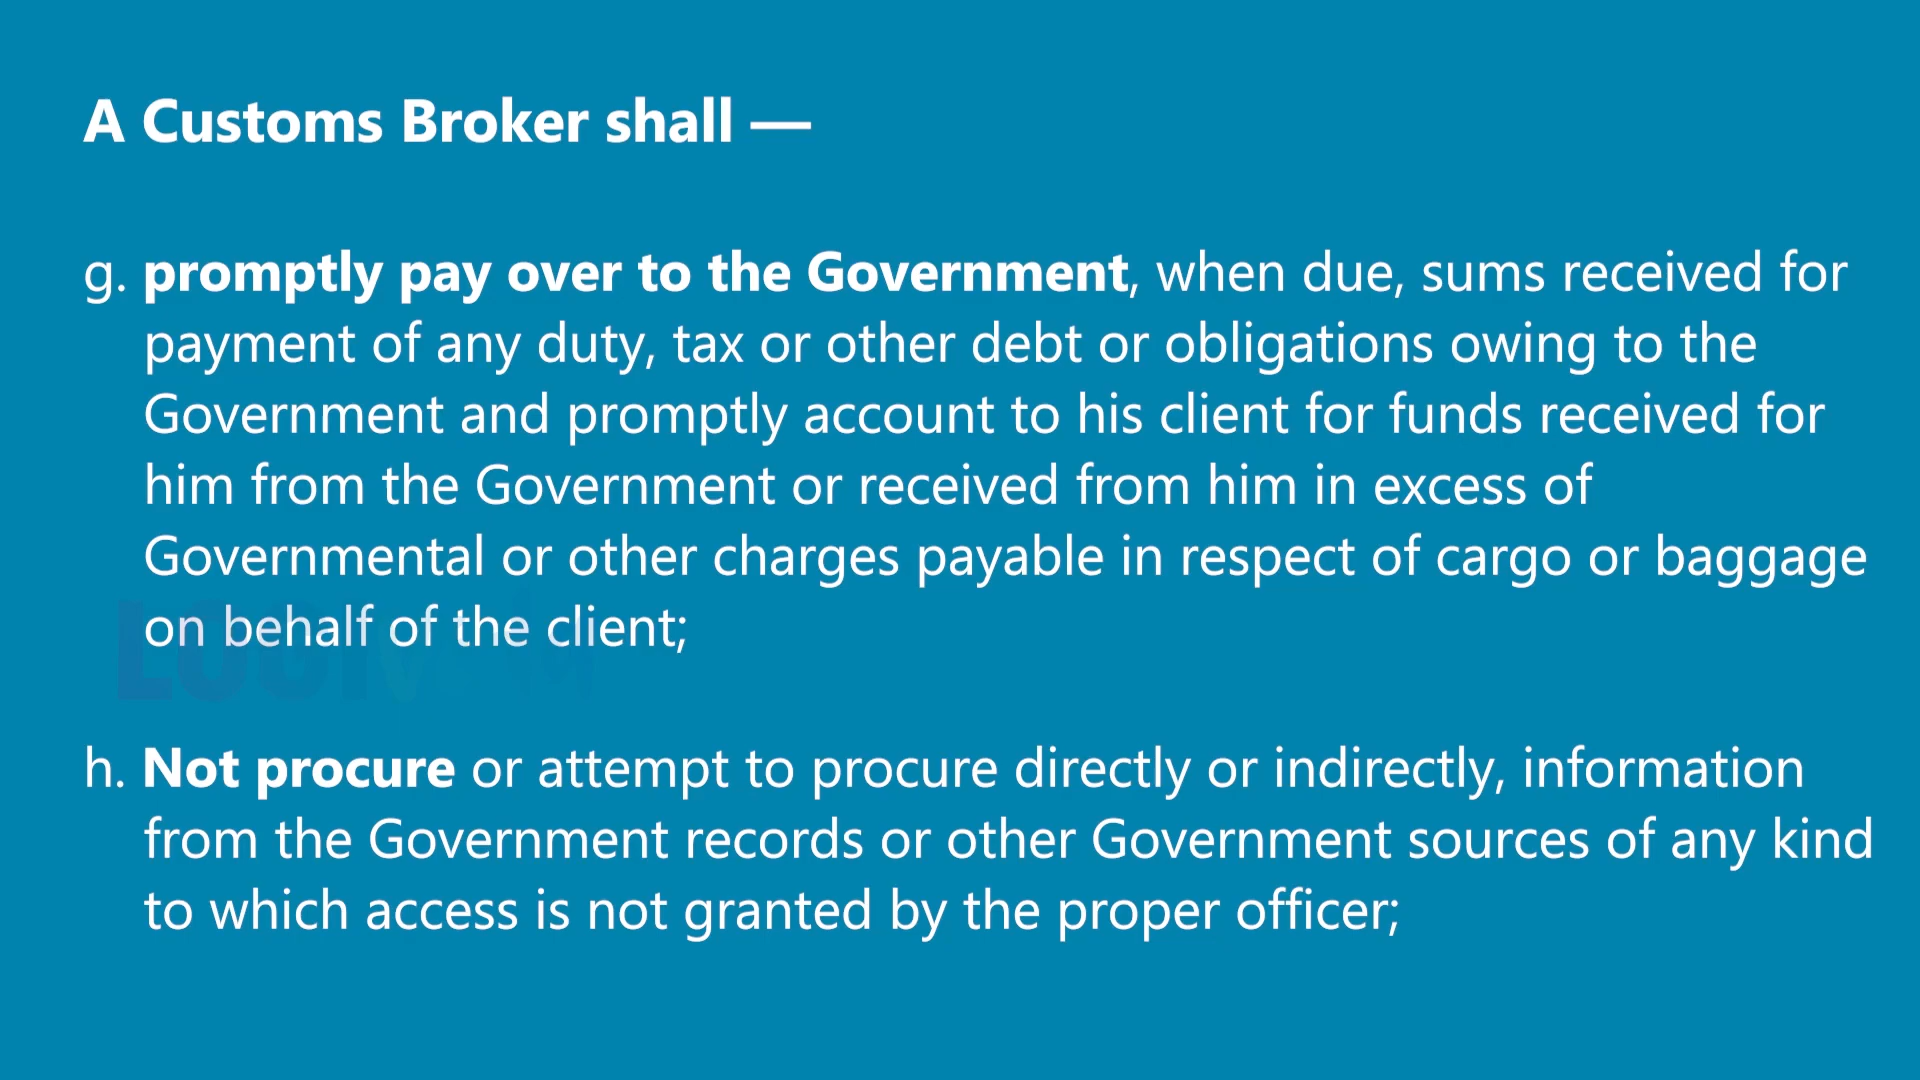 A Customs Broker shall —
g. promptly pay over to the Government, when due, sums received for
payment of any duty, tax or other debt or obligations owing to the
Government and promptly account to his client for funds received for
him from the Government or received from him in excess of
Governmental or other charges payable in respect of cargo or baggage
on behalf of the client;
h. Not procure or attempt to procure directly or indirectly, information
from the Government records or other Government sources of any kind
to which access is not granted by the proper officer;